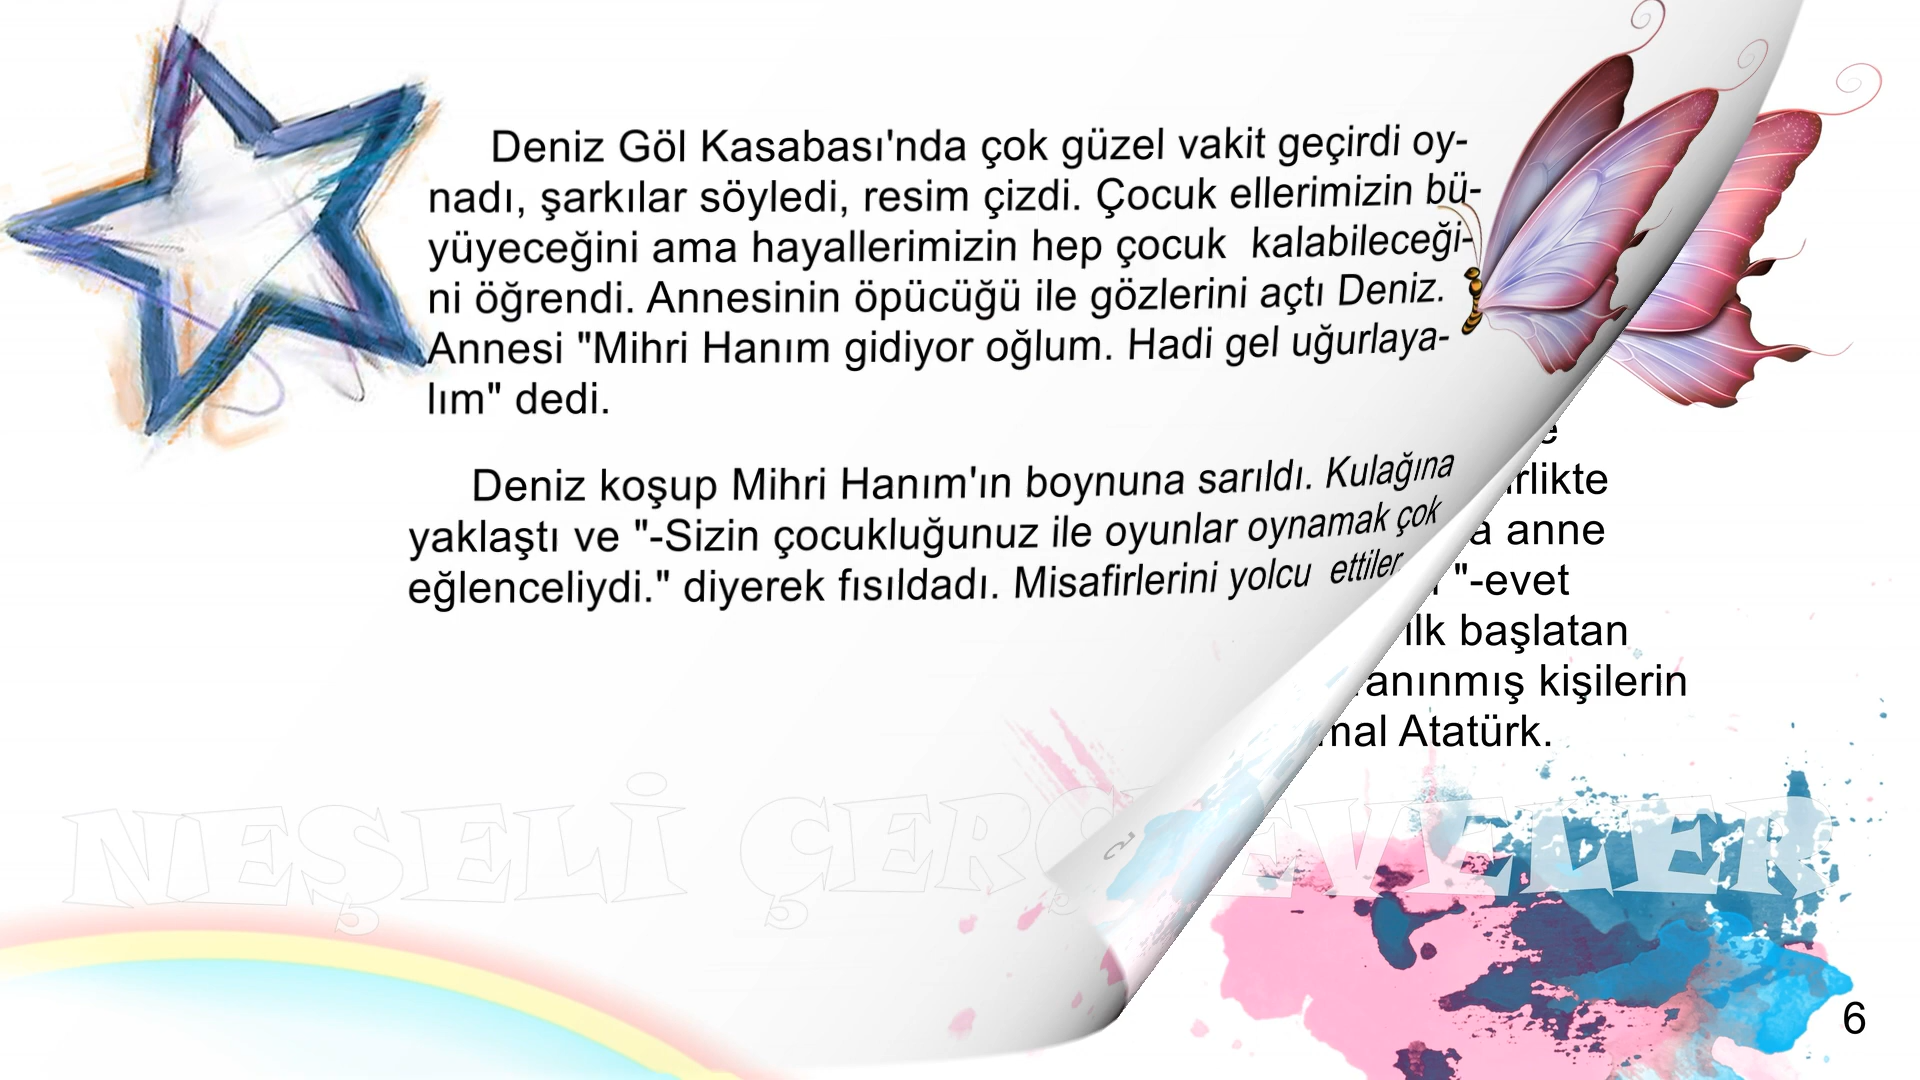 Deniz Göl Kasabası'nda çok güzel vakit geçirdi oy-
nadı, şarkılar söyledi, resim çizdi. Çocuk ellerimizin bü-
yüyeceğini ama hayallerimizin hep çocuk kalabileceği-
ni öğrendi. Annesinin öpücüğü ile gözlerini açtı Deniz.
Annesi "Mihri Hanım gidiyor oğlum. Hadi gel uğurlaya-
lım" dedi.
Deniz koşup Mihri Hanım'ın boynuna sarıldı. Kulağına
yaklaştı ve "-Sizin çocukluğunuz ile oyunlar oynamak çok
eğlenceliydi." diyerek fısıldadı. Misafirlerini yolcu ettiler
anne
"-evet
ilk başlatan
kişilerin
Atatürk.
NEŞELİ ÇERÇEVELER
6